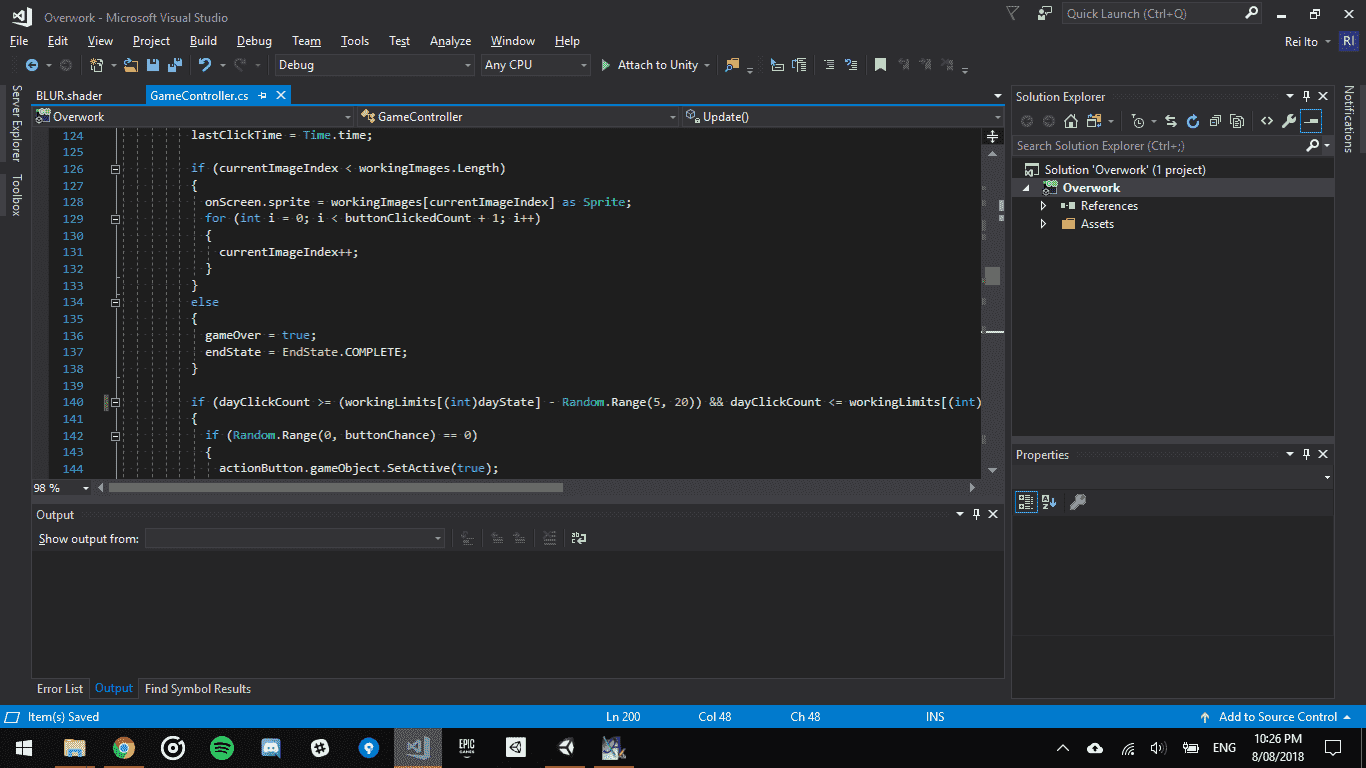 Overwork - Microsoft Visual Studio
Quick Launch (Ctrl+Q)
File Edit View Project Build Debug Team Tools Test Analyze Window Help
Rei Ito RI
Debug Any CPU Attach to Unity
Server Explorer
Toolbox
BLUR.shader GameController.cs
Overwork GameController Update()
124 lastClickTime = Time.time;
125
126 if (currentImageIndex < workingImages.Length)
127 {
128 onScreen.sprite = workingImages[currentImageIndex] as Sprite;
129 for (int i = 0; i < buttonClickedCount + 1; i++)
130 {
131 currentImageIndex++;
132 }
133 }
134 else
135 {
136 gameOver = true;
137 endState = EndState.COMPLETE;
138 }
139
140 if (dayClickCount >= (workingLimits[(int)dayState] - Random.Range(5, 20)) && dayClickCount <= workingLimits[(int)
141 {
142 if (Random.Range(0, buttonChance) == 0)
143 {
144 actionButton.gameObject.SetActive(true);
98 %
Output
Show output from:
Error List Output Find Symbol Results
Solution Explorer
Search Solution Explorer (Ctrl+;)
Solution 'Overwork' (1 project)
Overwork
References
Assets
Properties
Notifications
Item(s) Saved Ln 200 Col 48 Ch 48 INS Add to Source Control
EPIC GAMES
ENG
10:26 PM
8/08/2018